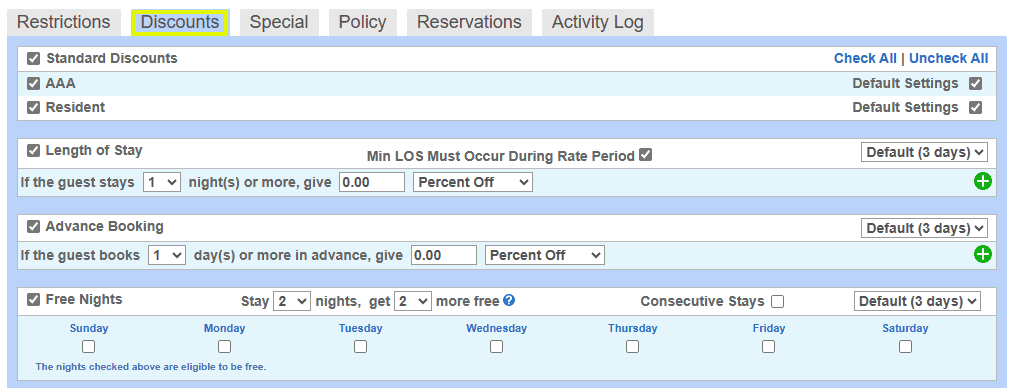 Restrictions Discounts Special Policy Reservations Activity Log
Standard Discounts Check All | Uncheck All
AAA Default Settings
Resident Default Settings
Length of Stay Min LOS Must Occur During Rate Period Default (3 days)
If the guest stays 1 night(s) or more, give 0.00 Percent Off
Advance Booking Default (3 days)
If the guest books 1 day(s) or more in advance, give 0.00 Percent Off
Free Nights Stay 2 nights, get 2 more free ? Consecutive Stays Default (3 days)
Sunday Monday Tuesday Wednesday Thursday Friday Saturday
The nights checked above are eligible to be free.